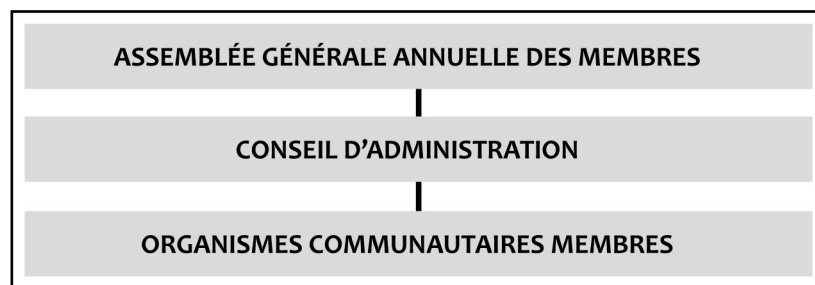 ASSEMBLÉE GÉNÉRALE ANNUELLE DES MEMBRES
CONSEIL D’ADMINISTRATION
ORGANISMES COMMUNAUTAIRES MEMBRES